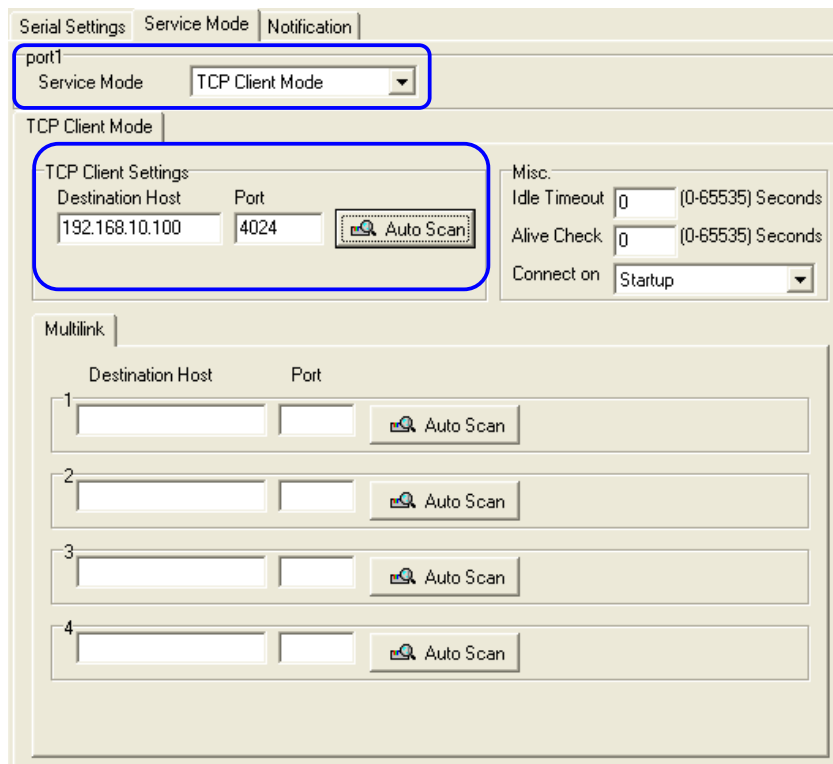 Serial Settings Service Mode Notification
port1
Service Mode TCP Client Mode
TCP Client Mode
TCP Client Settings
Destination Host Port
192.168.10.100 4024 Auto Scan
Misc.
Idle Timeout 0 (0-65535) Seconds
Alive Check 0 (0-65535) Seconds
Connect on Startup
Multilink
Destination Host Port
1 Auto Scan
2 Auto Scan
3 Auto Scan
4 Auto Scan